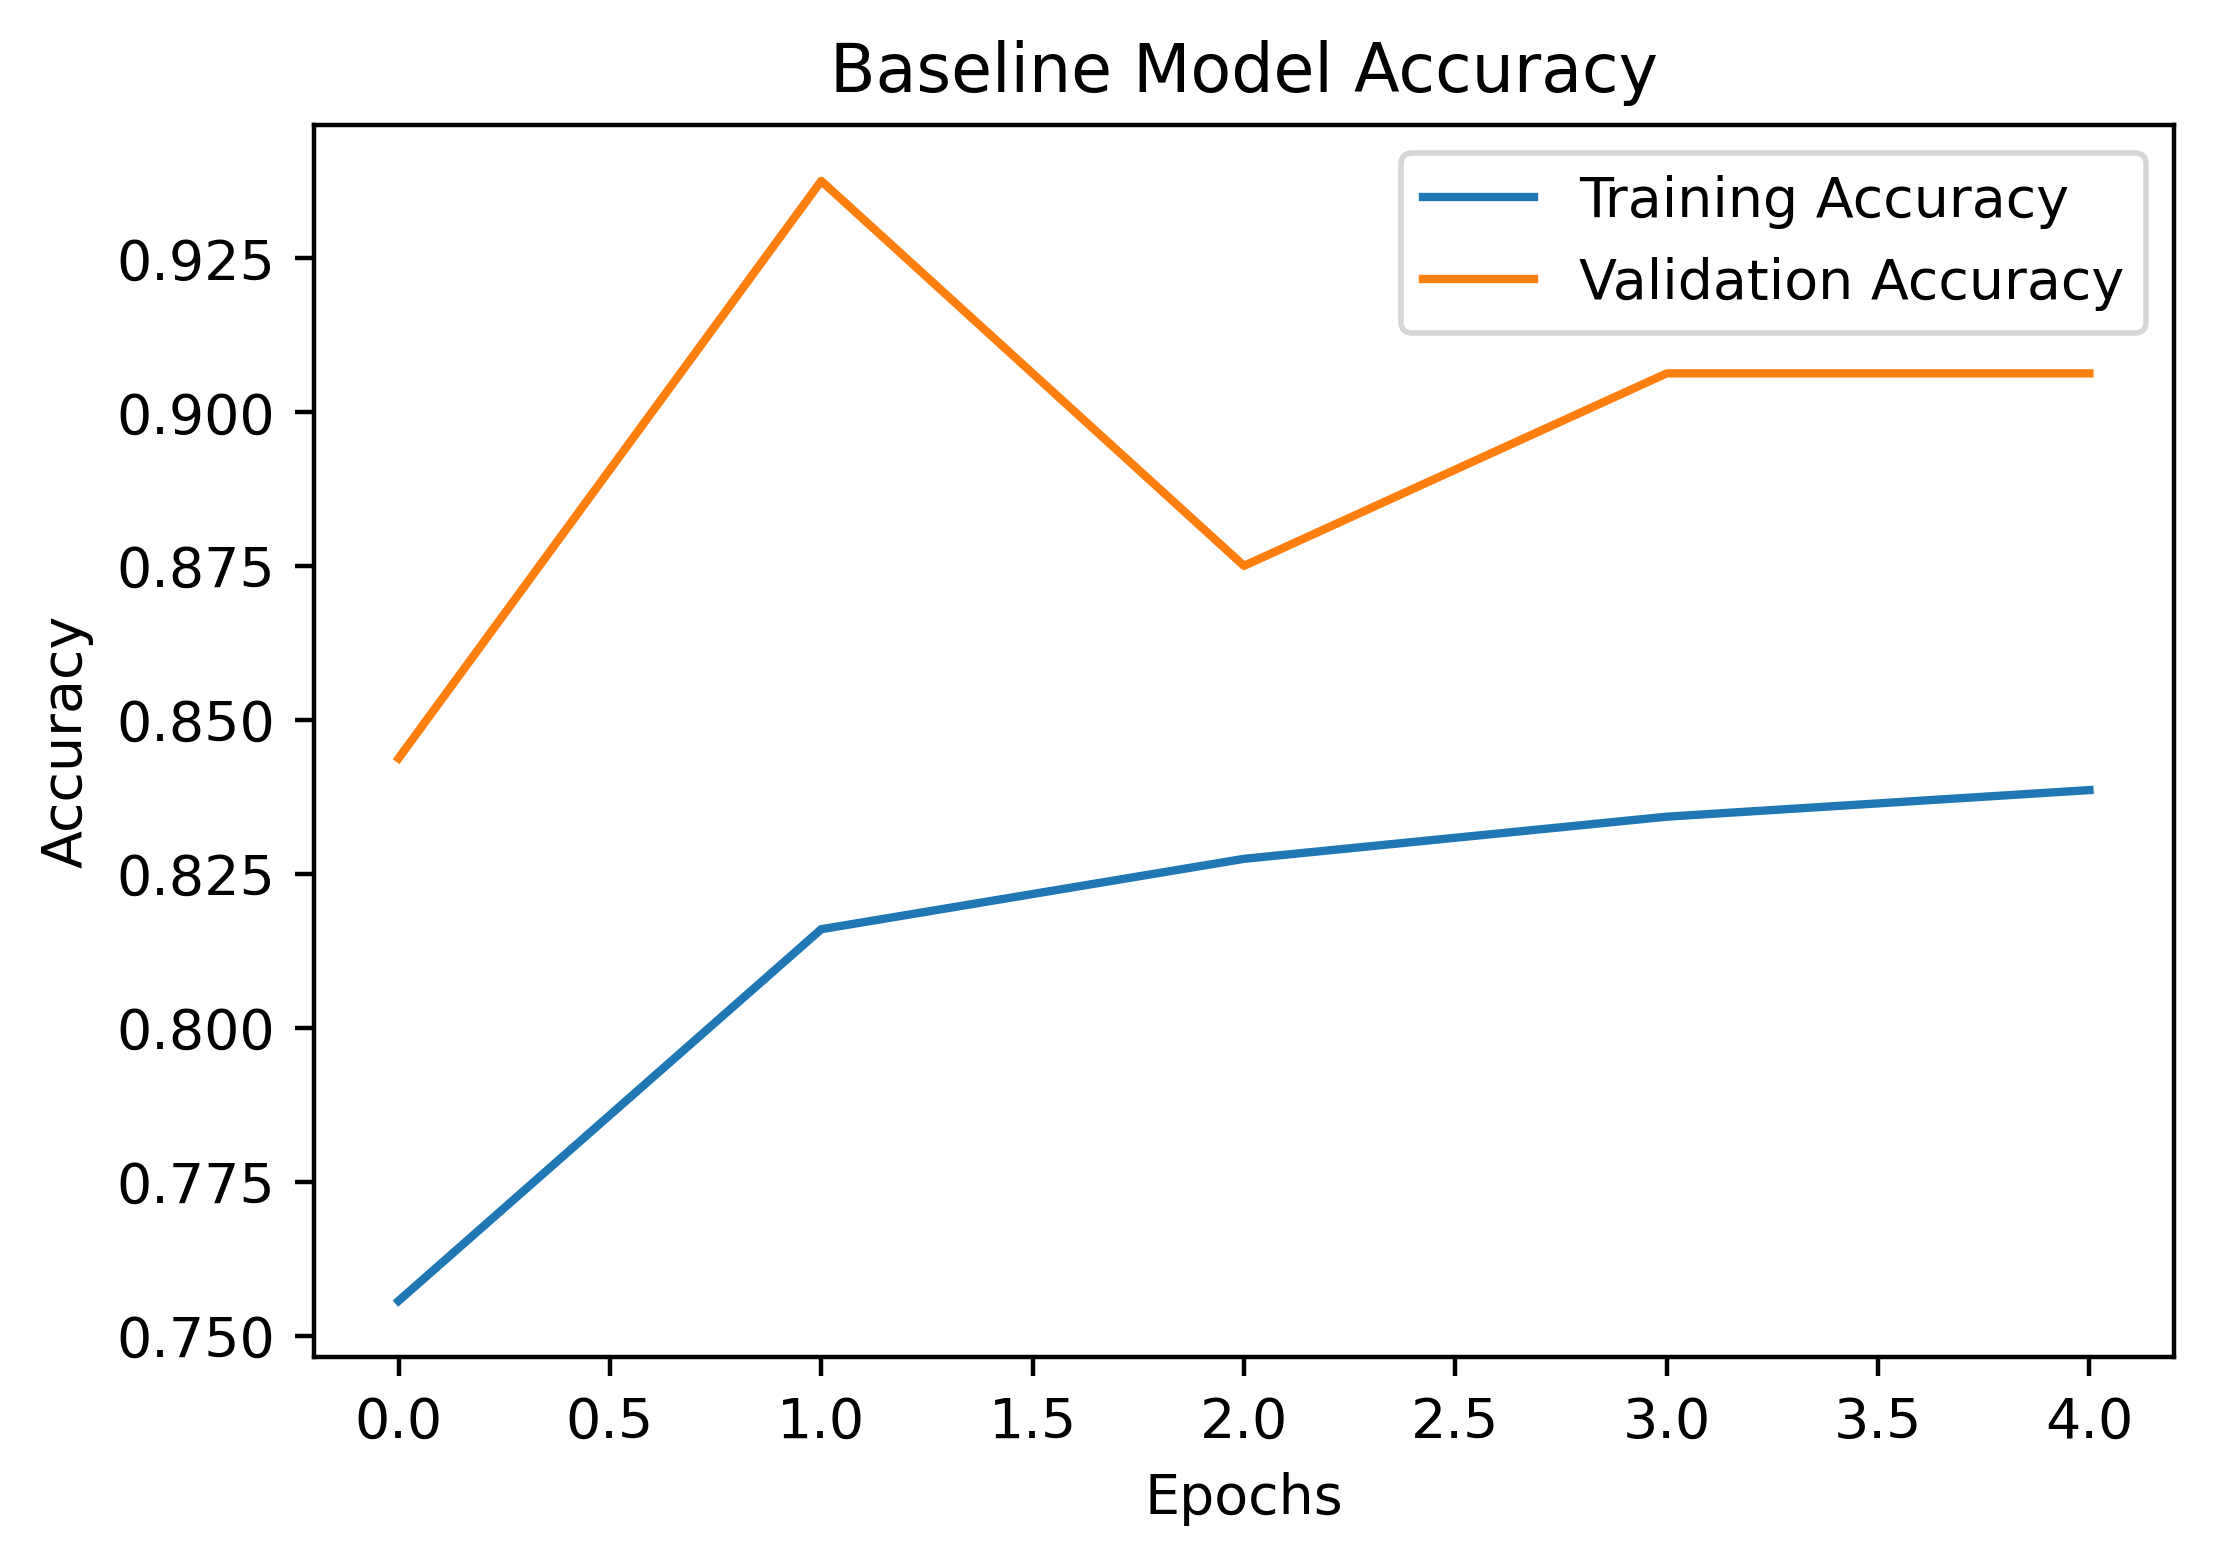 Baseline Model Accuracy
Training Accuracy
Validation Accuracy
0.925
0.900
0.875
0.850
0.825
0.800
0.775
0.750
Accuracy
0.0 0.5 1.0 1.5 2.0 2.5 3.0 3.5 4.0
Epochs